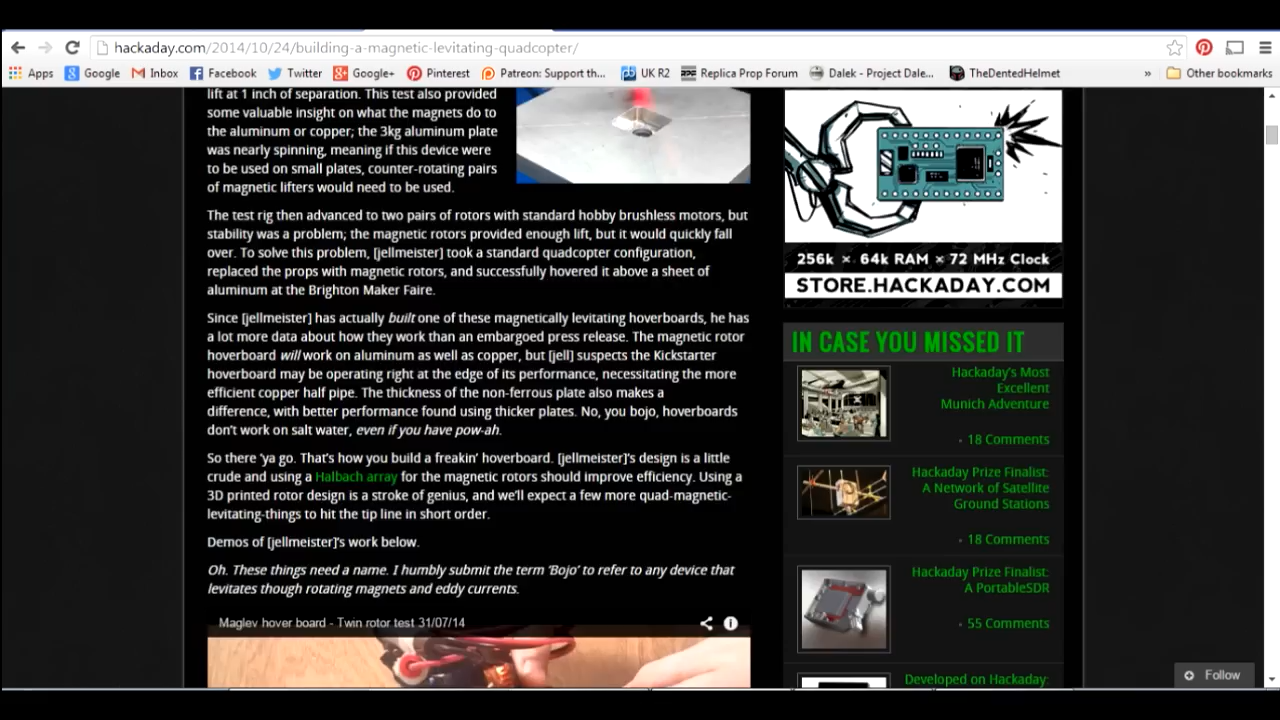 hackaday.com/2014/10/24/building-a-magnetic-levitating-quadcopter/
Apps Google Inbox Facebook Twitter Google+ Pinterest Patreon: Support th... UK R2 Replica Prop Forum Dalek - Project Dale... TheDentedHelmet » Other bookmarks
lift at 1 inch of separation. This test also provided
some valuable insight on what the magnets do to
the aluminum or copper; the 3kg aluminum plate
was nearly spinning, meaning if this device were
to be used on small plates, counter-rotating pairs
of magnetic lifters would need to be used.
The test rig then advanced to two pairs of rotors with standard hobby brushless motors, but
stability was a problem; the magnetic rotors provided enough lift, but it would quickly fall
over. To solve this problem, [jellmeister] took a standard quadcopter configuration,
replaced the props with magnetic rotors, and successfully hovered it above a sheet of
aluminum at the Brighton Maker Faire.
Since [jellmeister] has actually built one of these magnetically levitating hoverboards, he has
a lot more data about how they work than an embargoed press release. The magnetic rotor
hoverboard will work on aluminum as well as copper, but [jell] suspects the Kickstarter
hoverboard may be operating right at the edge of its performance, necessitating the more
efficient copper half pipe. The thickness of the non-ferrous plate also makes a
difference, with better performance found using thicker plates. No, you bojo, hoverboards
don't work on salt water, even if you have pow-ah.
So there 'ya go. That's how you build a freakin' hoverboard. [jellmeister]'s design is a little
crude and using a Halbach array for the magnetic rotors should improve efficiency. Using a
3D printed rotor design is a stroke of genius, and we'll expect a few more quad-magnetic-
levitating-things to hit the tip line in short order.
Demos of [jellmeister]'s work below.
Oh. These things need a name. I humbly submit the term 'Bojo' to refer to any device that
levitates though rotating magnets and eddy currents.
Maglev hover board - Twin rotor test 31/07/14
256k × 64k RAM × 72 MHz Clock
STORE.HACKADAY.COM
IN CASE YOU MISSED IT
Hackaday's Most
Excellent
Munich Adventure
18 Comments
Hackaday Prize Finalist:
A Network of Satellite
Ground Stations
18 Comments
Hackaday Prize Finalist:
A PortableSDR
55 Comments
Developed on Hackaday:
Follow